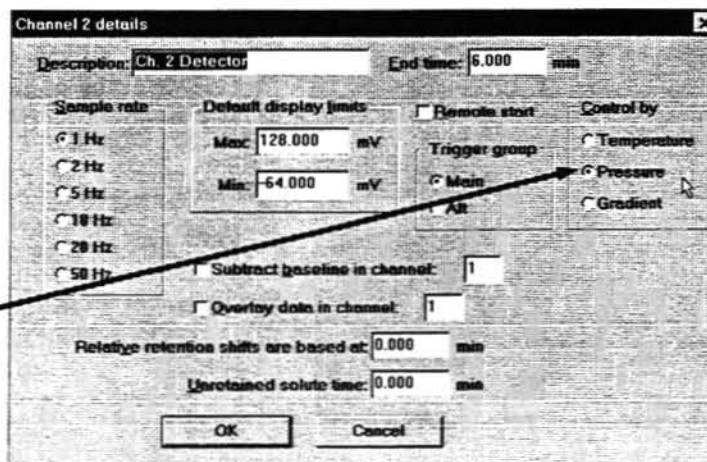 Channel 2 details
Description: Ch. 2 Detector End time: 6.000 min
Sample rate
1 Hz
2 Hz
5 Hz
10 Hz
20 Hz
50 Hz
Default display limits
Max: 128.000 mV
Min: -64.000 mV
Remote start
Trigger group
Main
Alt
Control by
Temperature
Pressure
Gradient
Subtract baseline in channel: 1
Overlay data in channel: 1
Relative retention shifts are based at: 0.000 min
Unretained solute time: 0.000 min
OK Cancel